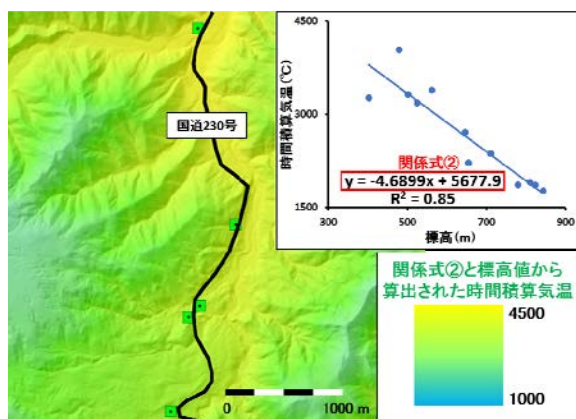 国道230号
0
1000 m
時間積算気温(℃)
4500
3000
1500
関係式②
y = -4.6899x + 5677.9
R² = 0.85
300
500
700
900
標高(m)
関係式②と標高値から
算出された時間積算気温
4500
1000